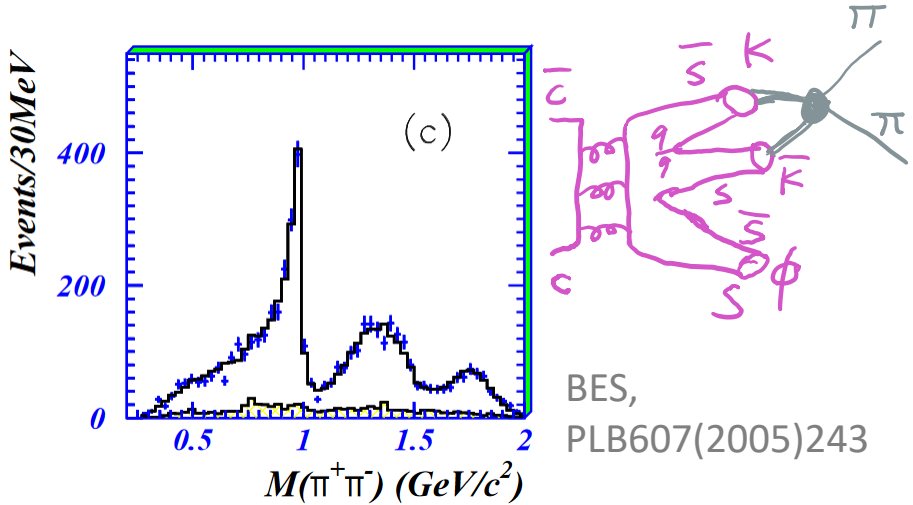 Events/30MeV
400
200
0
0.5
1
1.5
2
M(π⁺π⁻) (GeV/c²)
(c)
c̄
c
s̄
K
q
q
K̄
s
s̄
s
ϕ
π
π
BES,
PLB607(2005)243